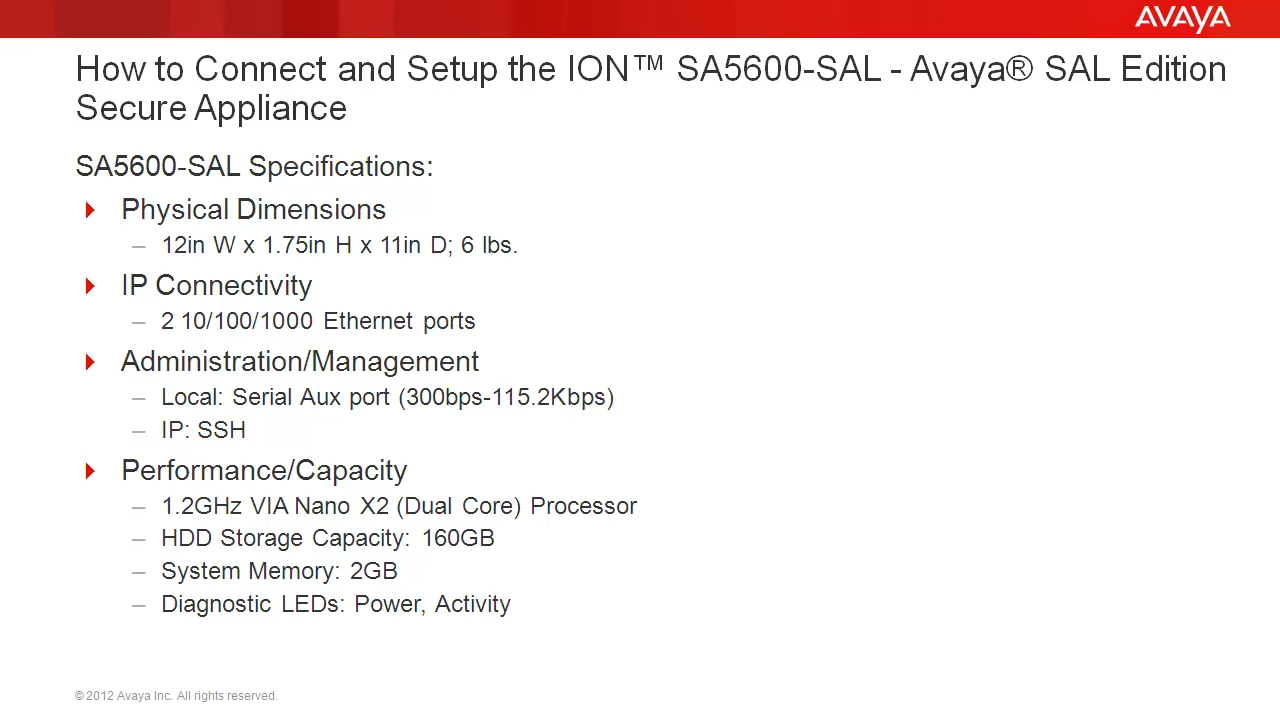 AVAYA
How to Connect and Setup the ION™ SA5600-SAL - Avaya® SAL Edition
Secure Appliance
SA5600-SAL Specifications:
Physical Dimensions
– 12in W x 1.75in H x 11in D; 6 lbs.
IP Connectivity
– 2 10/100/1000 Ethernet ports
Administration/Management
– Local: Serial Aux port (300bps-115.2Kbps)
– IP: SSH
Performance/Capacity
– 1.2GHz VIA Nano X2 (Dual Core) Processor
– HDD Storage Capacity: 160GB
– System Memory: 2GB
– Diagnostic LEDs: Power, Activity
© 2012 Avaya Inc. All rights reserved.